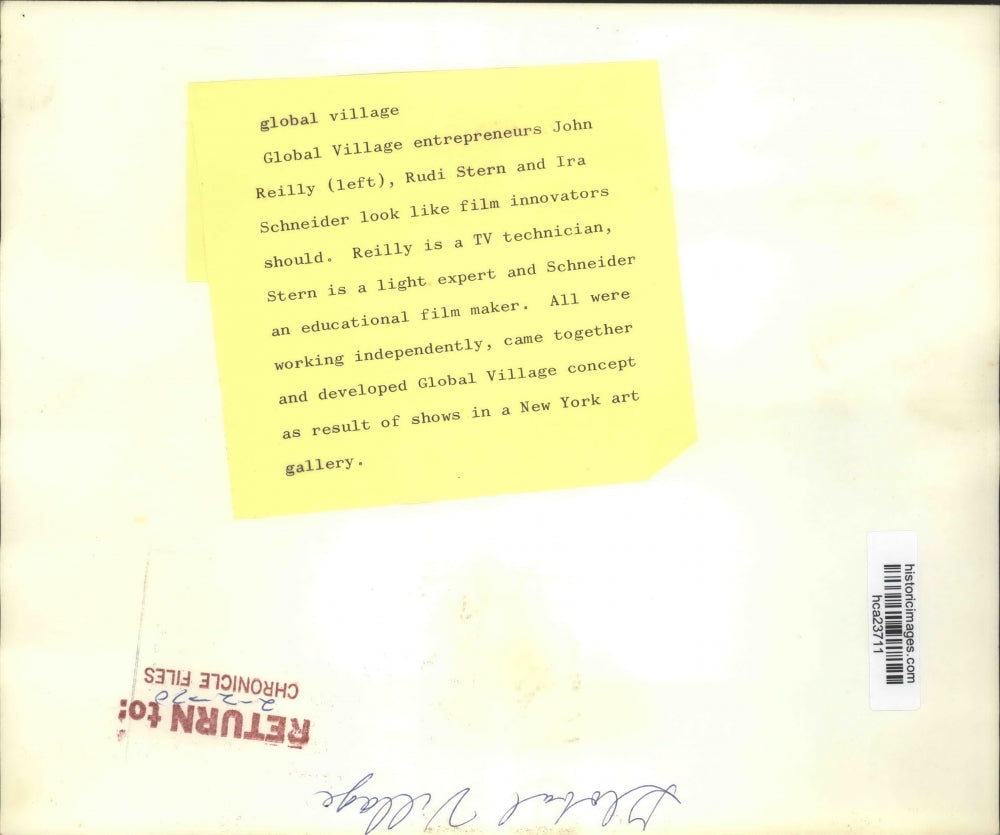 global village
Global Village entrepreneurs John
Reilly (left), Rudi Stern and Ira
Schneider look like film innovators
should. Reilly is a TV technician,
Stern is a light expert and Schneider
an educational film maker. All were
working independently, came together
and developed Global Village concept
as result of shows in a New York art
gallery.
historicimages.com
hca23711
RETURN to:
2-2-70
CHRONICLE FILES
Global Village